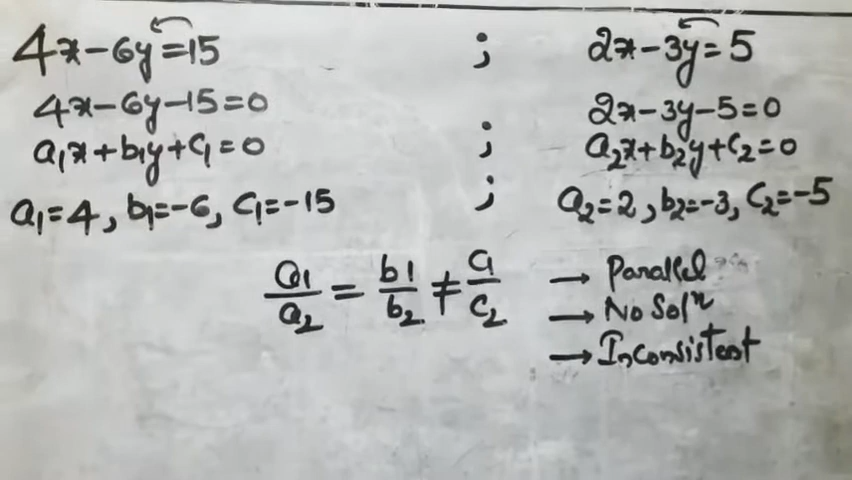 4x-6y=15 ; 2x-3y=5
4x-6y-15=0 2x-3y-5=0
a₁x+b₁y+c₁=0 ; a₂x+b₂y+c₂=0
a₁=4, b₁=-6, c₁=-15 ; a₂=2, b₂=-3, c₂=-5
a₁/a₂ = b₁/b₂ ≠ c₁/c₂ → Parallel
→ No Solⁿ
→ Inconsistent